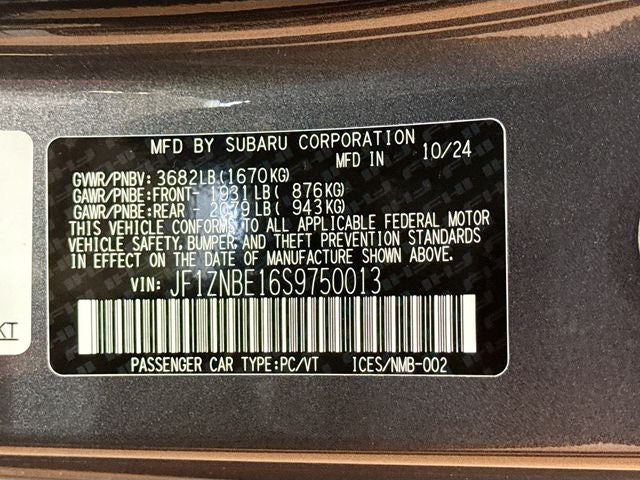 MFD BY SUBARU CORPORATION
MFD IN 10/24
GVWR/PNBV: 3682LB(1670KG)
GAWR/PNBE:FRONT- 1931LB( 876KG)
GAWR/PNBE:REAR - 2079LB( 943KG)
THIS VEHICLE CONFORMS TO ALL APPLICABLE FEDERAL MOTOR
VEHICLE SAFETY, BUMPER, AND THEFT PREVENTION STANDARDS
IN EFFECT ON THE DATE OF MANUFACTURE SHOWN ABOVE.
VIN: JF1ZNBE16S9750013
PASSENGER CAR TYPE:PC/VT ICES/NMB-002
KT